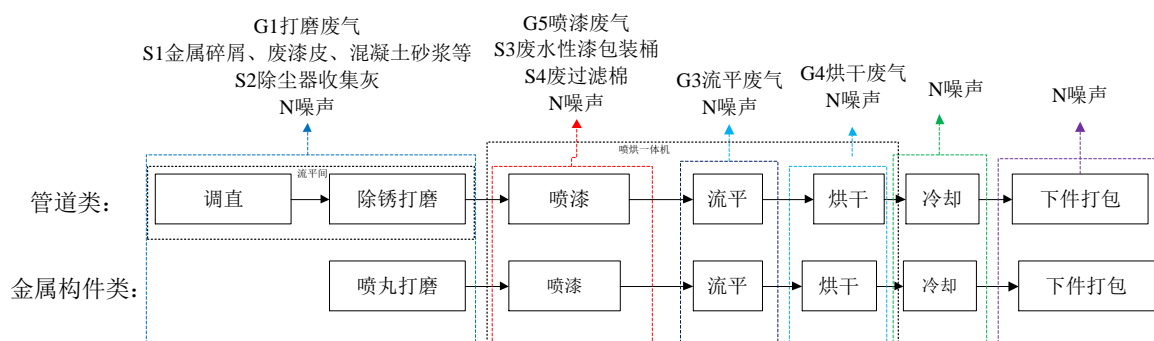 G1打磨废气
S1金属碎屑、废漆皮、混凝土砂浆等
S2除尘器收集灰
N噪声
G5喷漆废气
S3废水性漆包装桶
S4废过滤棉
N噪声
G3流平废气
N噪声
G4烘干废气
N噪声
N噪声
N噪声
喷烘一体机
流平间
管道类：
调直
除锈打磨
喷漆
流平
烘干
冷却
下件打包
金属构件类：
喷丸打磨
喷漆
流平
烘干
冷却
下件打包